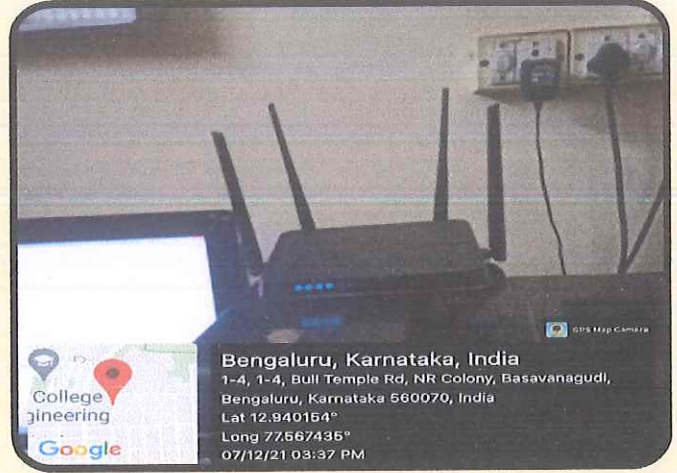 GPS Map Camera
Bengaluru, Karnataka, India
1-4, 1-4, Bull Temple Rd, NR Colony, Basavanagudi,
Bengaluru, Karnataka 560070, India
Lat 12.940154°
Long 77.567435°
07/12/21 03:37 PM
College
gineering
Google